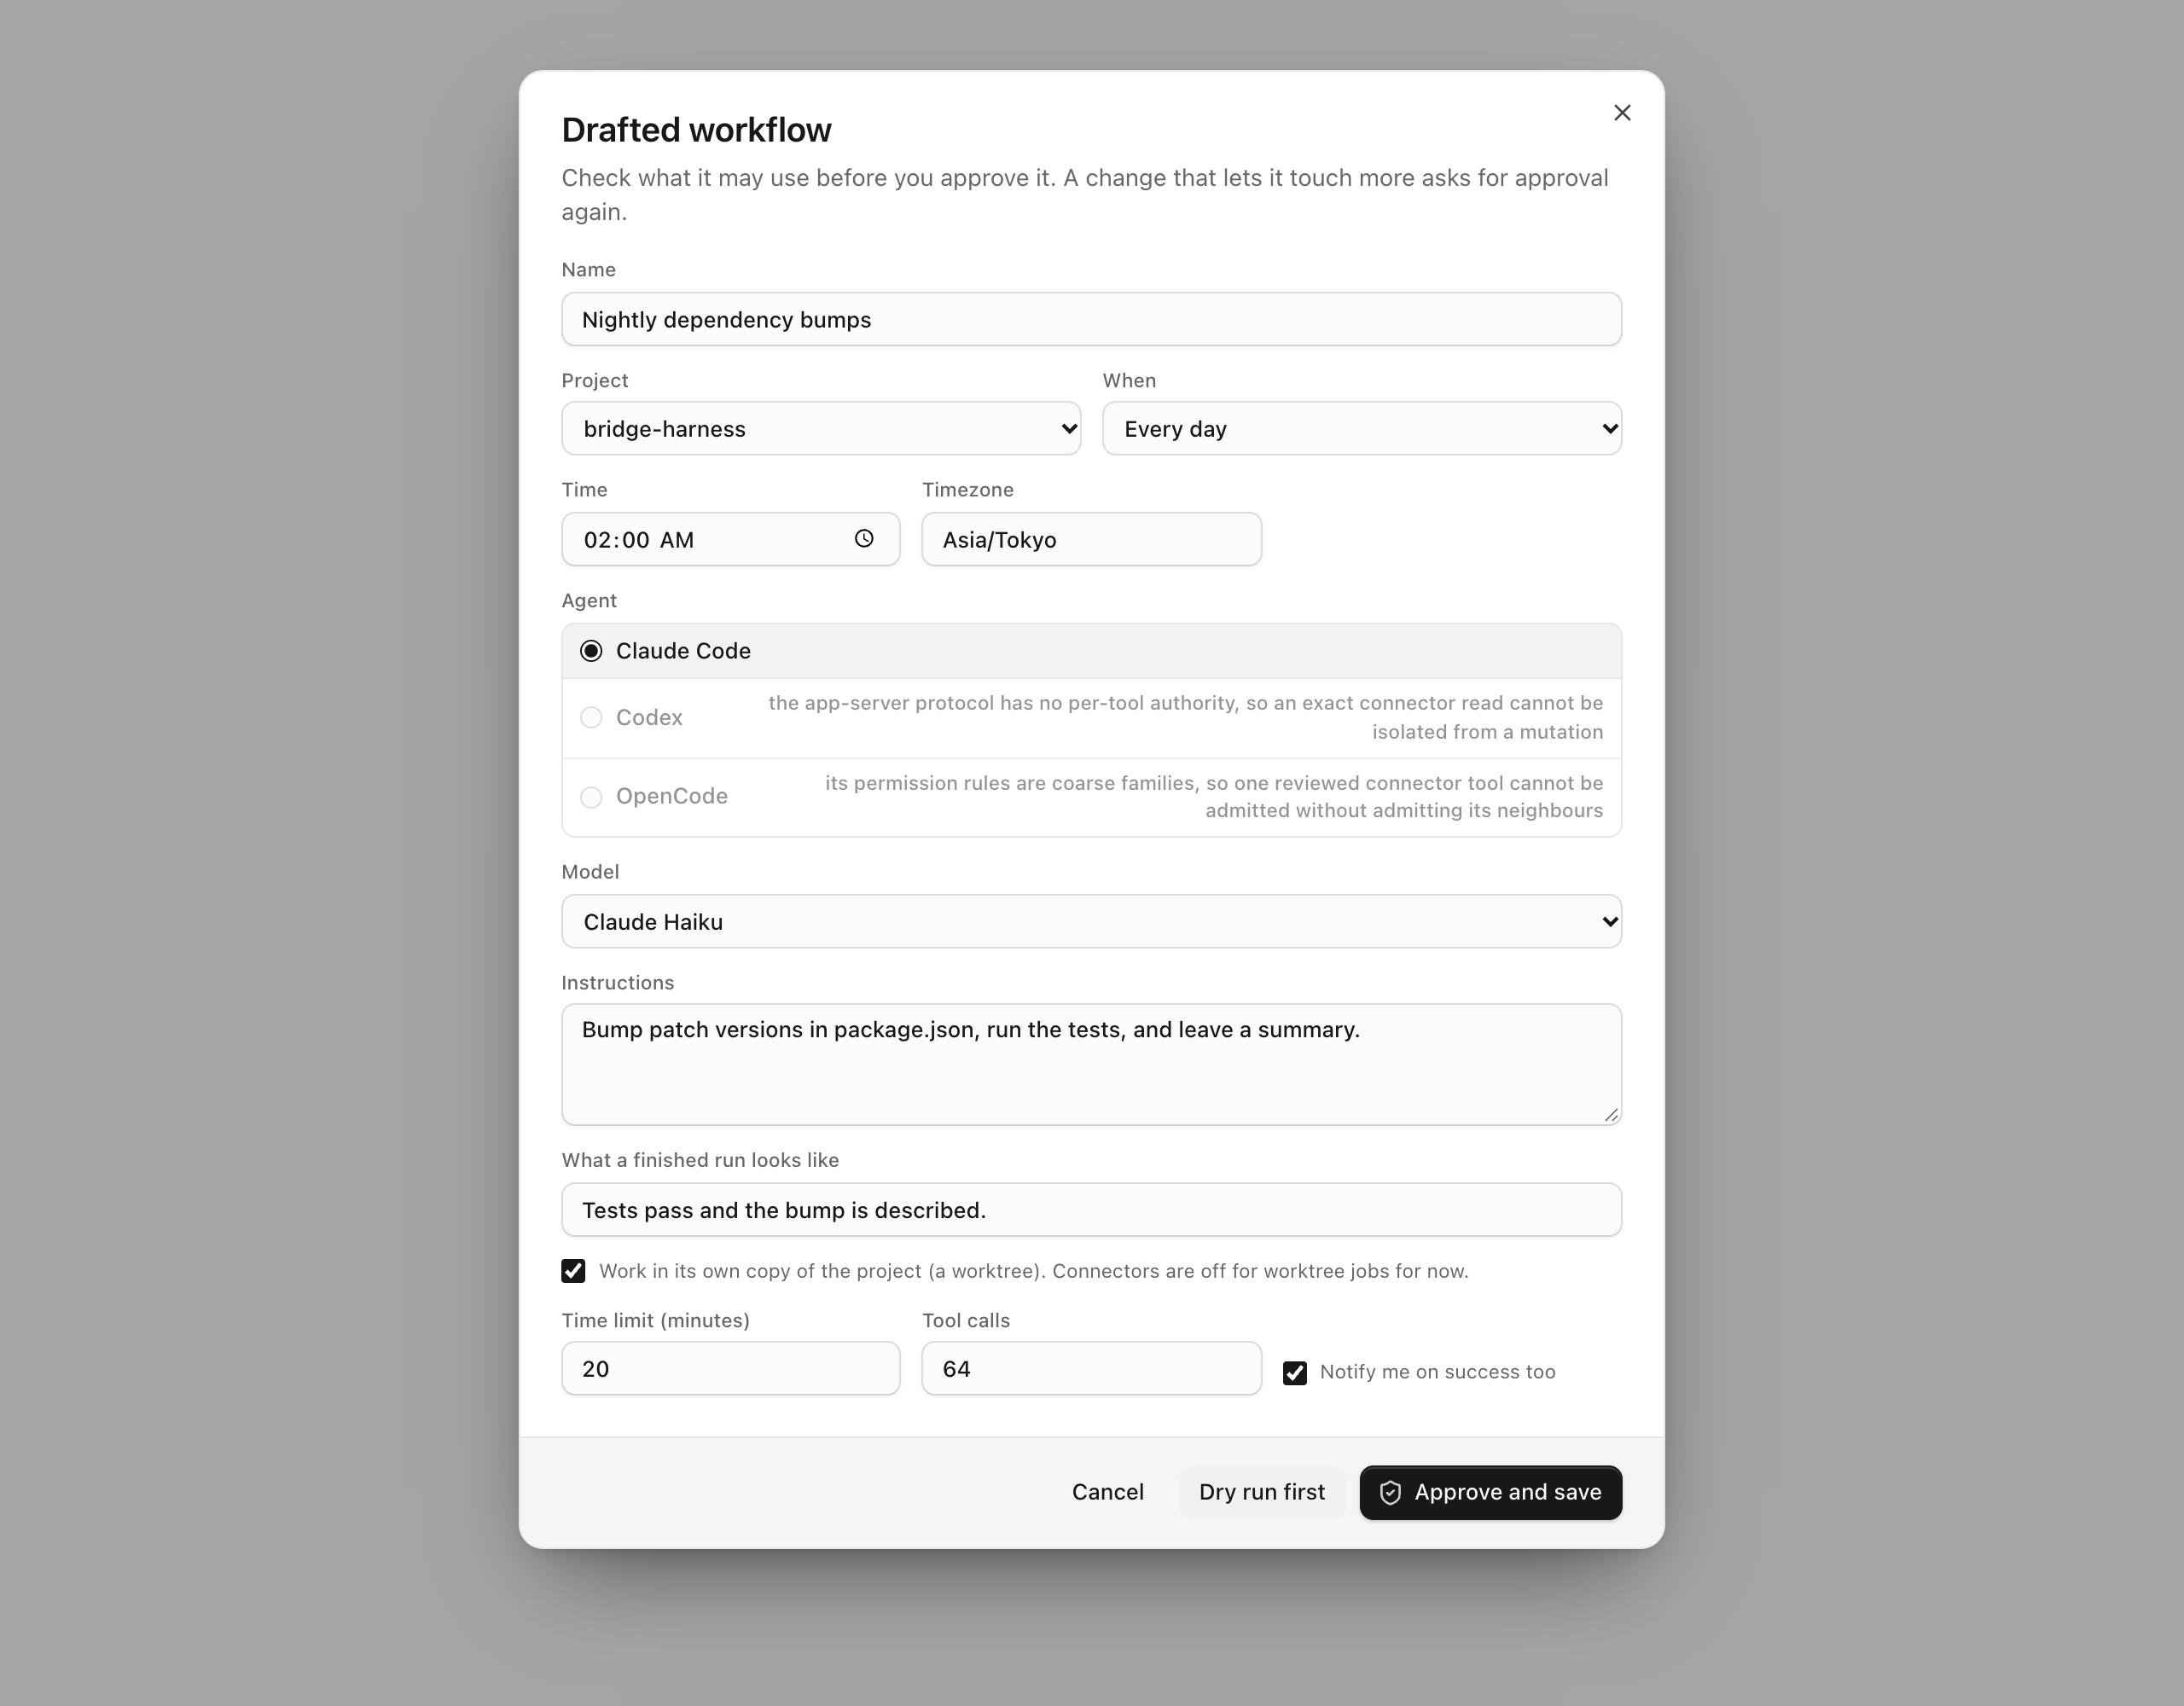 Drafted workflow
Check what it may use before you approve it. A change that lets it touch more asks for approval
again.
Name
Nightly dependency bumps
Project
When
bridge-harness
Every day
Time
Timezone
02:00 AM
Asia/Tokyo
Agent
Claude Code
Codex
the app-server protocol has no per-tool authority, so an exact connector read cannot be
isolated from a mutation
OpenCode
its permission rules are coarse families, so one reviewed connector tool cannot be
admitted without admitting its neighbours
Model
Claude Haiku
Instructions
Bump patch versions in package.json, run the tests, and leave a summary.
What a finished run looks like
Tests pass and the bump is described.
Work in its own copy of the project (a worktree). Connectors are off for worktree jobs for now.
Time limit (minutes)
Tool calls
20
64
Notify me on success too
Cancel
Dry run first
Approve and save